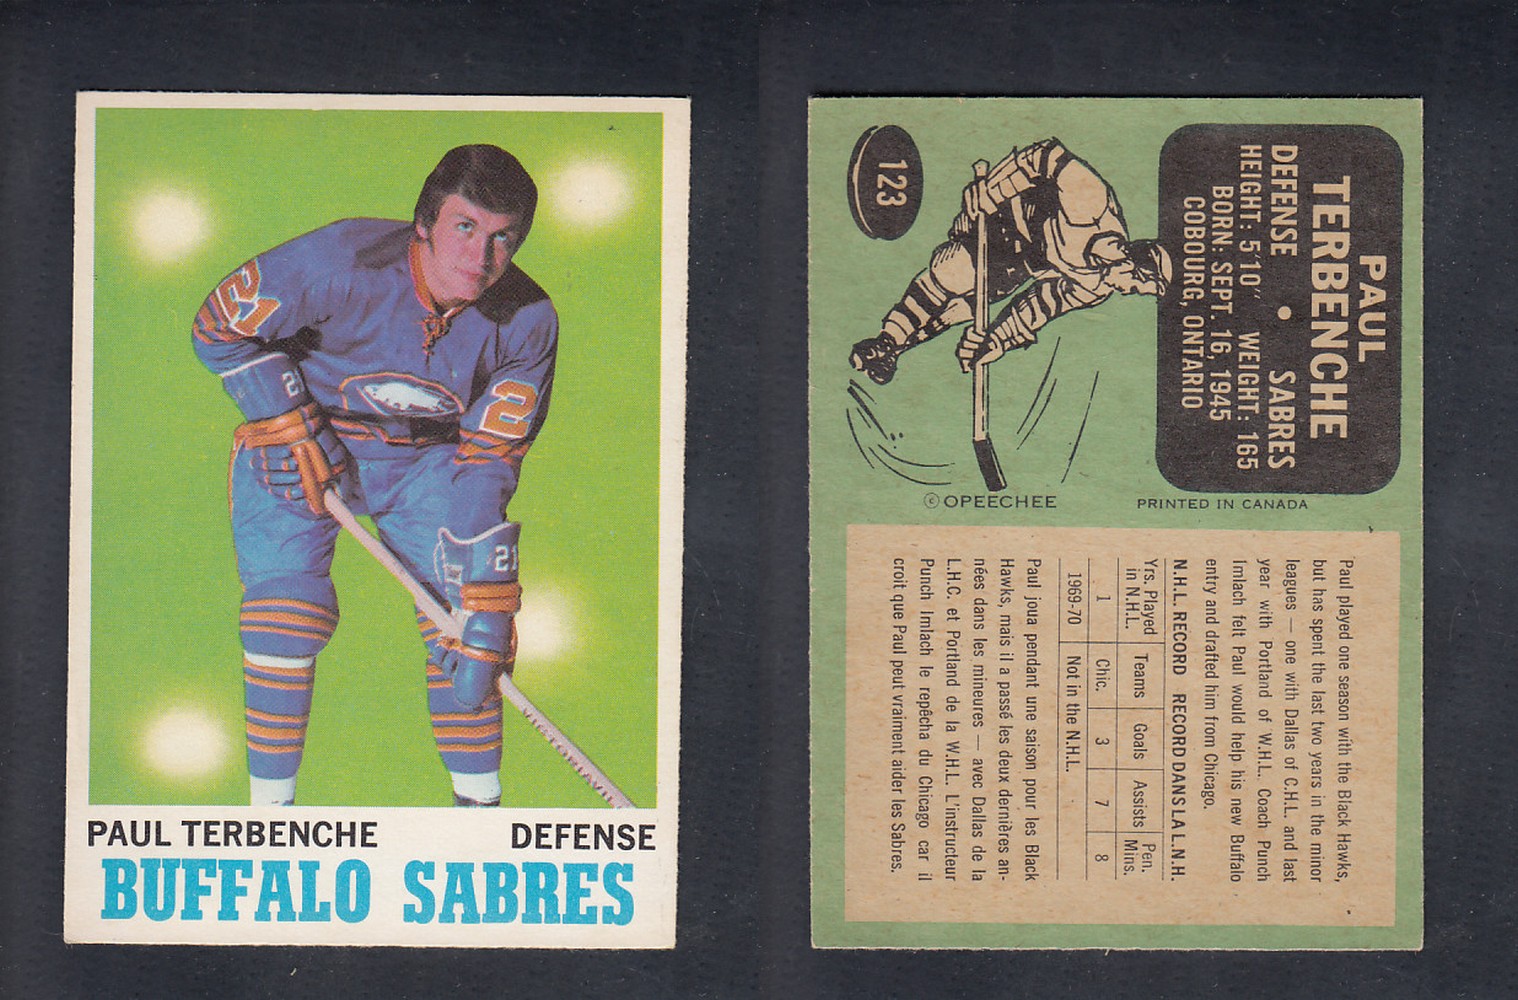 21
2
21
21
VICTORIAVILLE
PAUL TERBENCHE DEFENSE
BUFFALO SABRES
123
PAUL
TERBENCHE
DEFENSE • SABRES
HEIGHT: 5'10" WEIGHT: 165
BORN: SEPT. 16, 1945
COBOURG, ONTARIO
© OPEECHEE PRINTED IN CANADA
Paul played one season with the Black Hawks,
but has spent the last two years in the minor
leagues — one with Dallas of C.H.L. and last
year with Portland of W.H.L. Coach Punch
Imlach felt Paul would help his new Buffalo
entry and drafted him from Chicago.
N.H.L. RECORD RECORD DANS LA L.N.H.
Yrs. Played in N.H.L. Teams Goals Assists Pen. Mins.
1 Chic. 3 7 8
1969-70 Not in the N.H.L.
Paul joua pendant une saison pour les Black
Hawks, mais il a passé les deux dernières an-
nées dans les mineures — avec Dallas de la
L.H.C. et Portland de la W.H.L. L'instructeur
Punch Imlach le repêcha du Chicago car il
croit que Paul peut vraiment aider les Sabres.